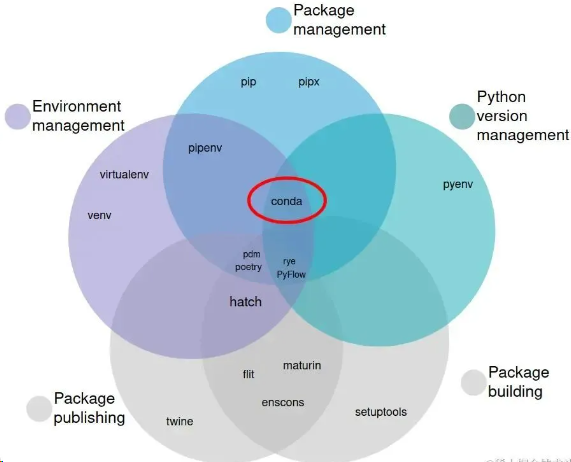 Package
management
Environment
management
Python
version
management
pip pipx
pipenv
virtualenv
pyenv
conda
venv
pdm
poetry
rye
PyFlow
hatch
maturin
flit
enscons
Package
building
Package
publishing
setuptools
twine